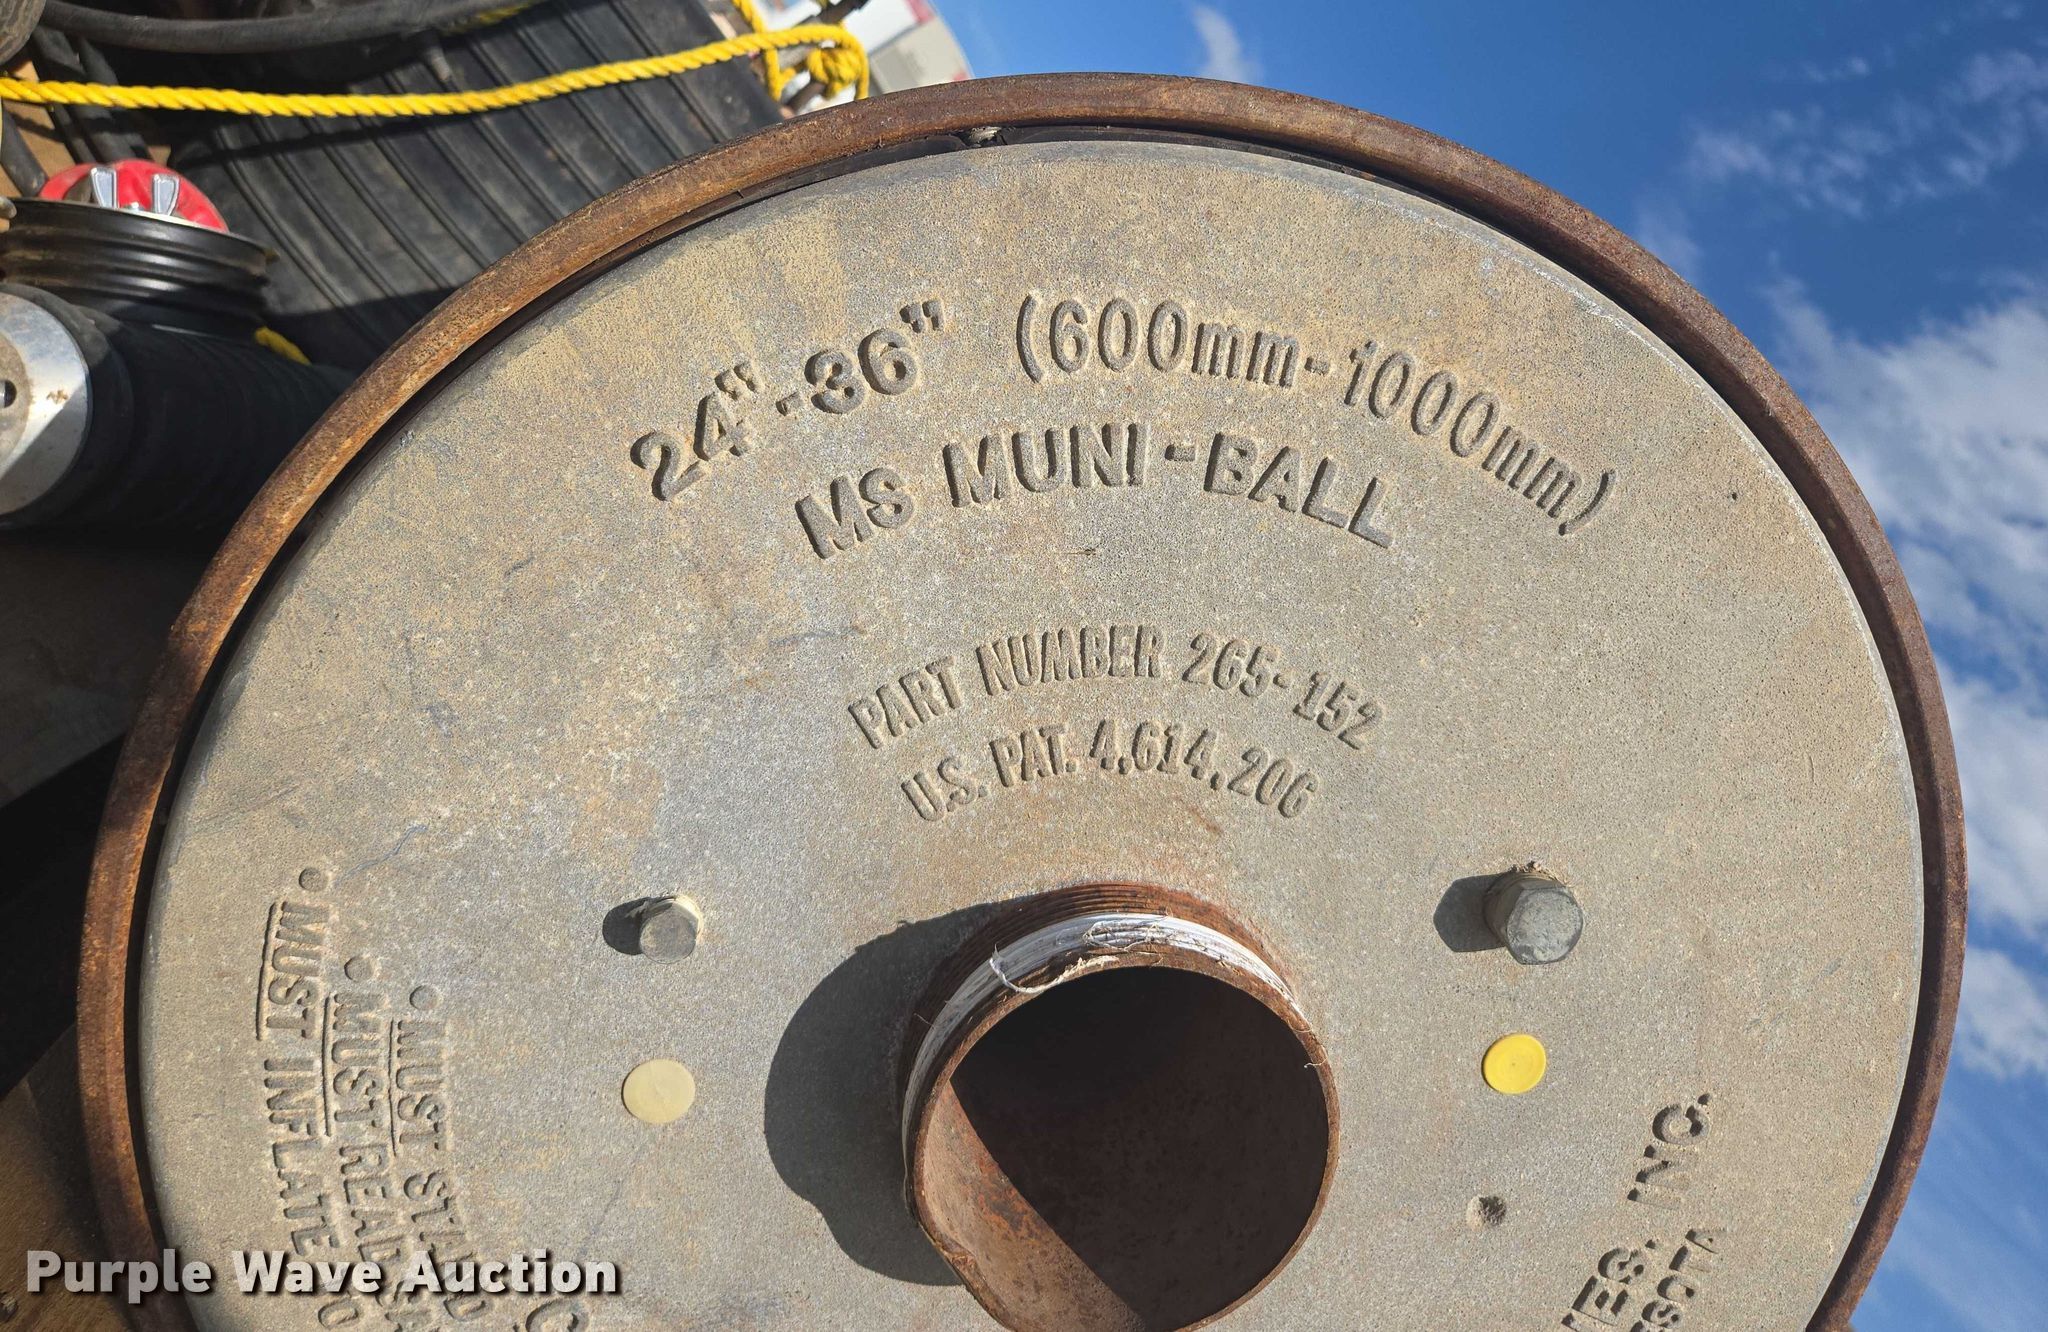 24"-36" (600mm-1000mm)
MS MUNI-BALL
PART NUMBER 265-152
U.S. PAT. 4,614,206
• MUST INFLATE
• MUST READ
• MUST
INC.
Purple Wave Auction